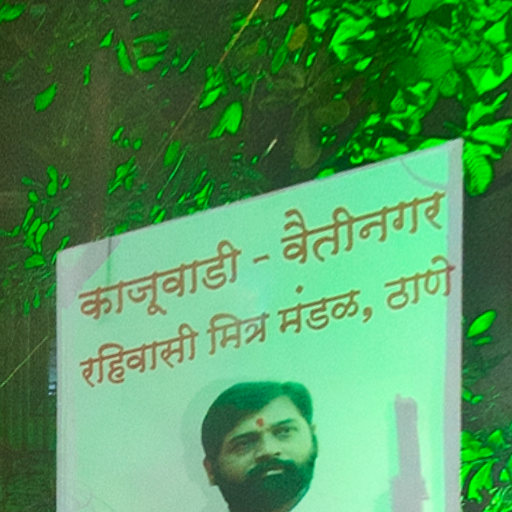 काजूवाडी - वैतीनगर
रहिवासी मित्र मंडळ, ठाणे